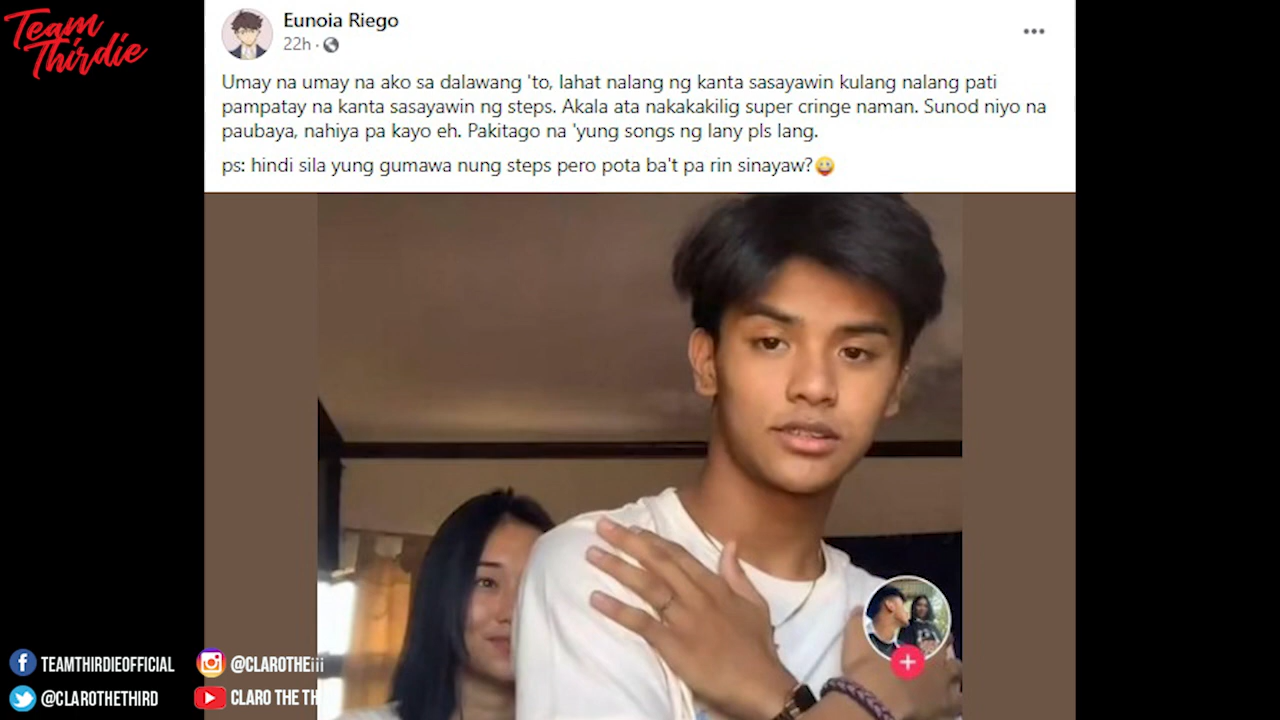 Team
Thirdie
Eunoia Riego
22h ·
Umay na umay na ako sa dalawang 'to, lahat nalang ng kanta sasayawin kulang nalang pati
pampatay na kanta sasayawin ng steps. Akala ata nakakakilig super cringe naman. Sunod niyo na
paubaya, nahiya pa kayo eh. Pakitago na 'yung songs ng lany pls lang.
ps: hindi sila yung gumawa nung steps pero pota ba't pa rin sinayaw?
TEAMTHIRDIEOFFICIAL
@CLAROTHEiii
@CLAROTHETHIRD
CLARO THE TH